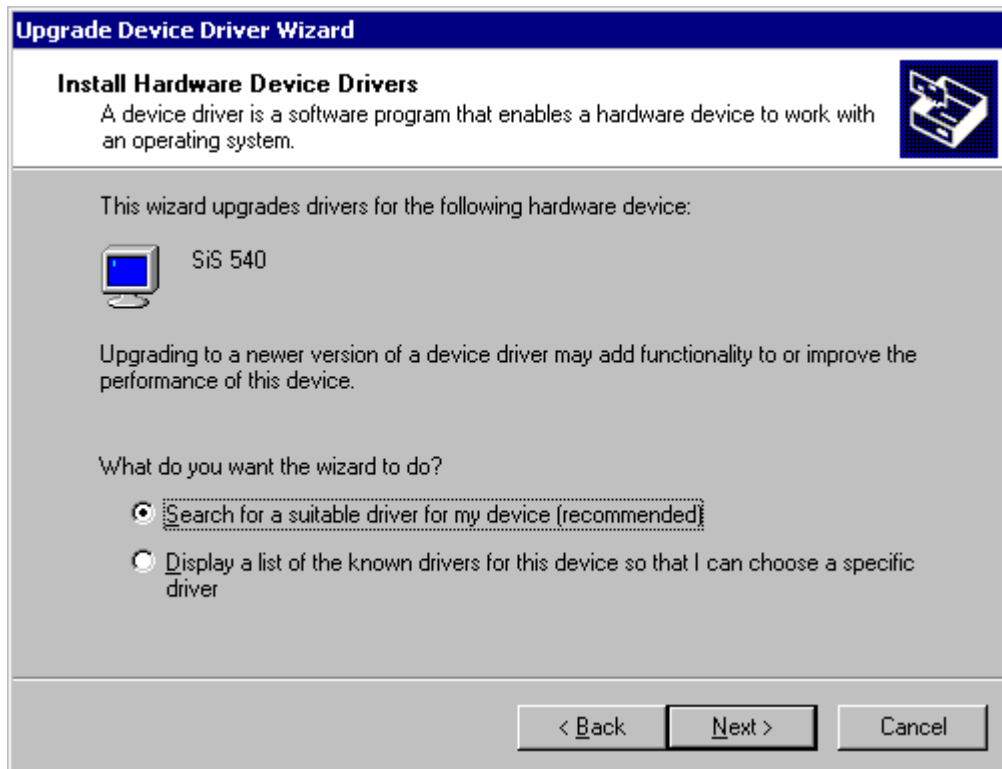 Upgrade Device Driver Wizard
Install Hardware Device Drivers
A device driver is a software program that enables a hardware device to work with
an operating system.
This wizard upgrades drivers for the following hardware device:
SiS 540
Upgrading to a newer version of a device driver may add functionality to or improve the
performance of this device.
What do you want the wizard to do?
Search for a suitable driver for my device (recommended)
Display a list of the known drivers for this device so that I can choose a specific
driver
< Back
Next >
Cancel